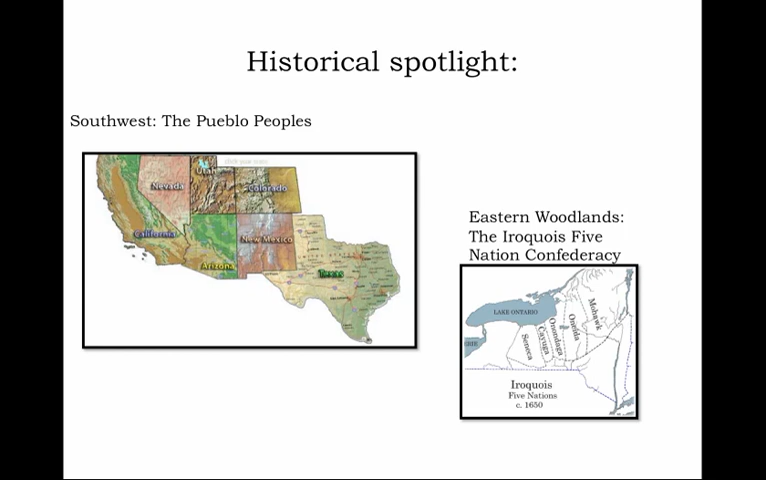 Historical spotlight:
Southwest: The Pueblo Peoples
Nevada
Utah
Colorado
California
Arizona
New Mexico
Texas
Eastern Woodlands:
The Iroquois Five
Nation Confederacy
LAKE ONTARIO
ERIE
Seneca
Cayuga
Onondaga
Oneida
Mohawk
Iroquois
Five Nations
c. 1650